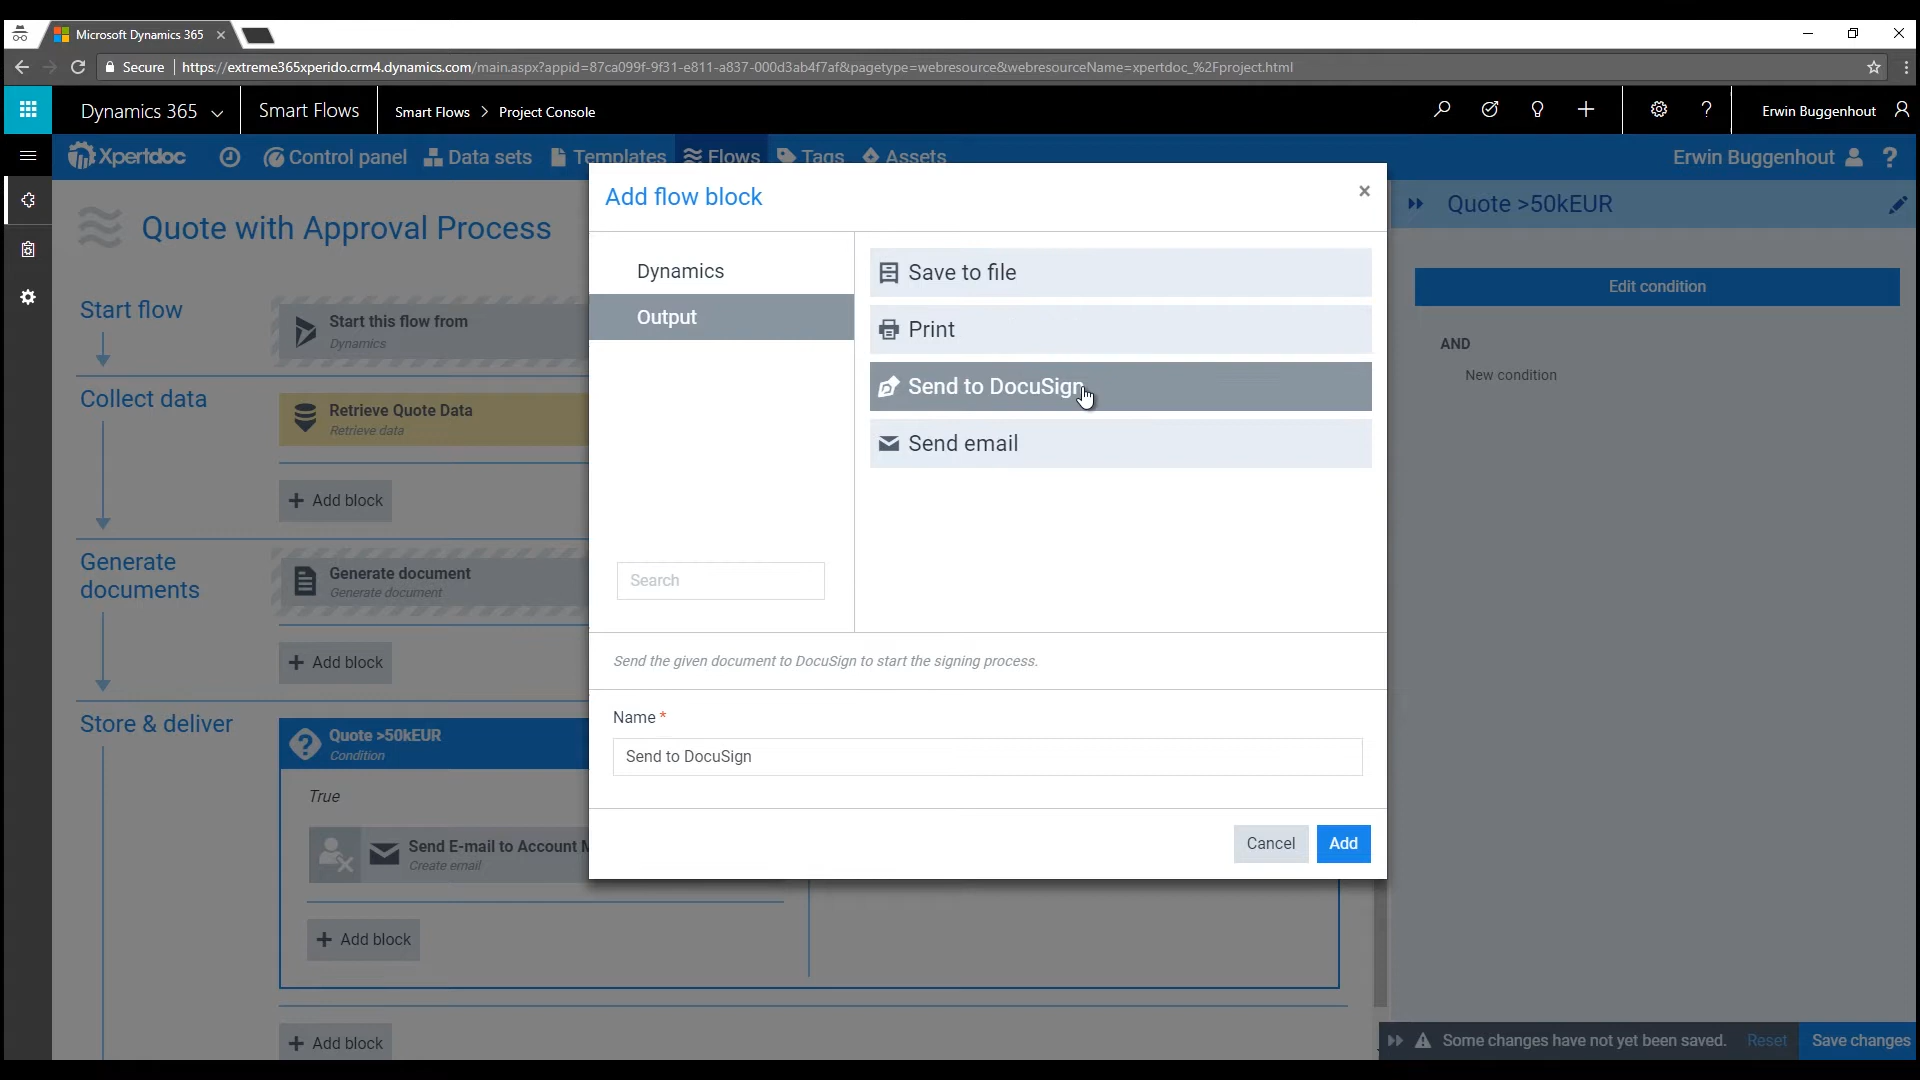 Microsoft Dynamics 365
Secure https://extreme365xperido.crm4.dynamics.com/main.aspx?appid=87ca099f-9f31-e811-a837-000d3ab4f7af&pagetype=webresource&webresourceName=xpertdoc_%2Fproject.html
Dynamics 365 Smart Flows Smart Flows > Project Console Erwin Buggenhout
Xpertdoc Control panel Data sets Templates Flows Tags Assets Erwin Buggenhout
Quote with Approval Process
Start flow
Start this flow from
Dynamics
Collect data
Retrieve Quote Data
Retrieve data
+ Add block
Generate
documents
Generate document
Generate document
+ Add block
Store & deliver
Quote >50kEUR
Condition
True
Send E-mail to Account M
Create email
+ Add block
+ Add block
Add flow block
×
Dynamics
Output
Search
Save to file
Print
Send to DocuSign
Send email
Send the given document to DocuSign to start the signing process.
Name *
Send to DocuSign
Cancel
Add
Quote >50kEUR
Edit condition
AND
New condition
Some changes have not yet been saved. Reset Save changes